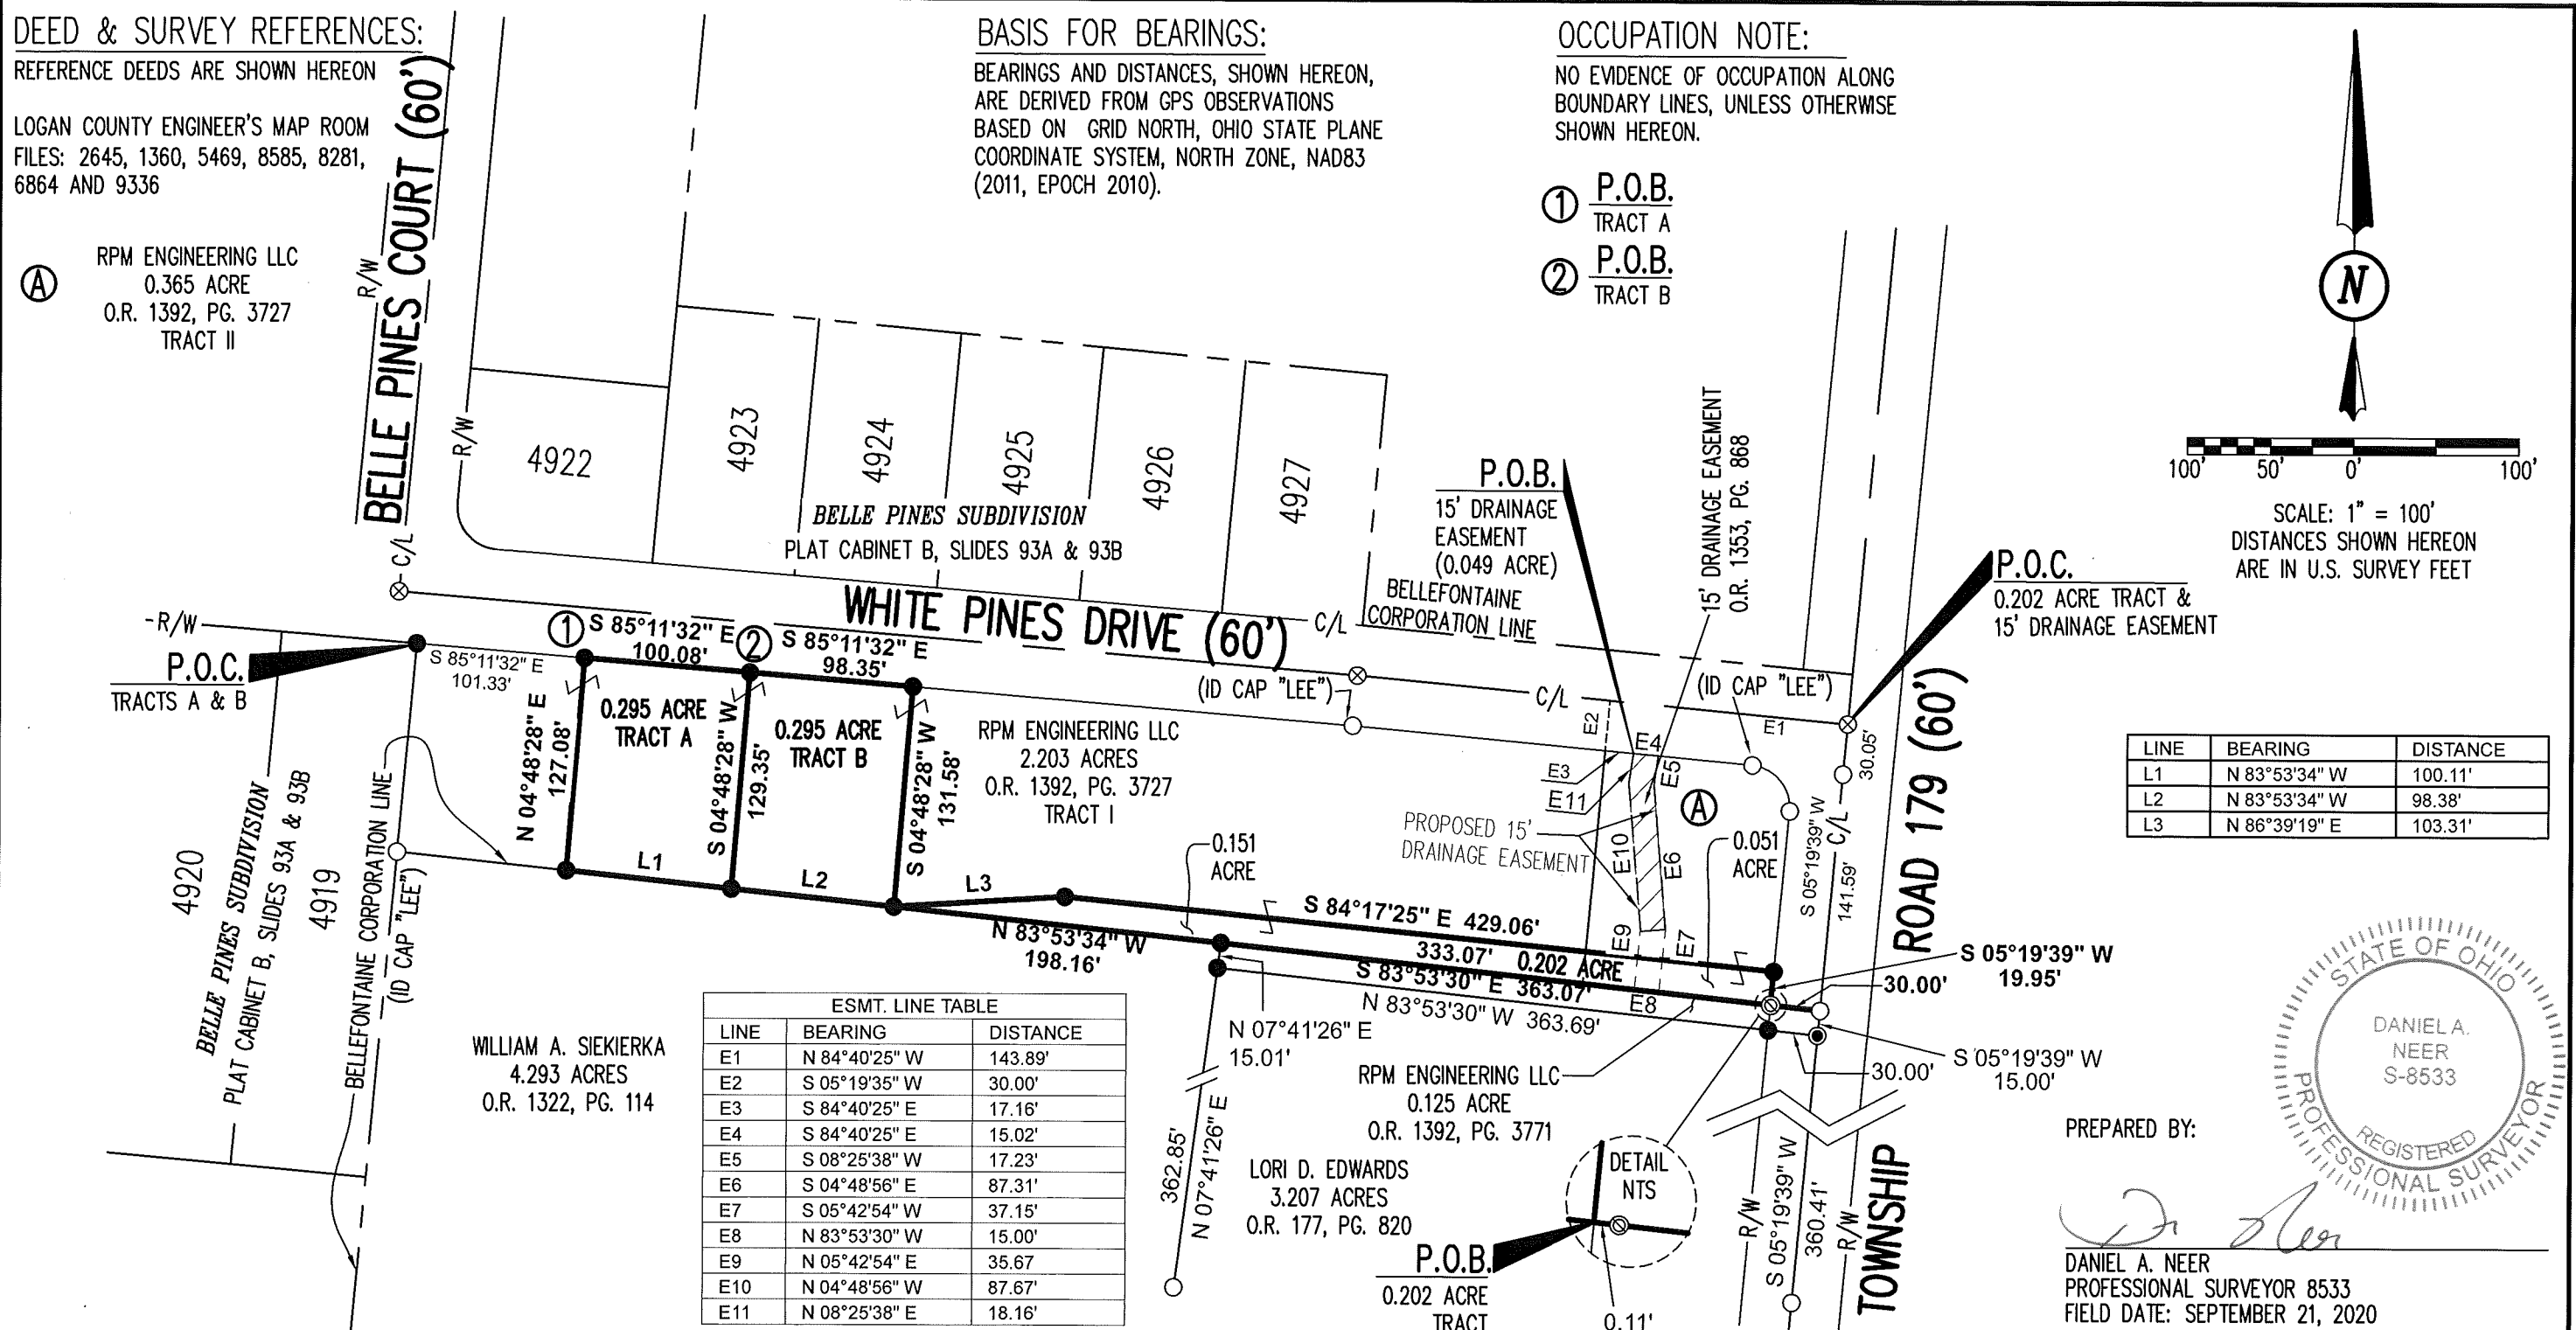 DEED & SURVEY REFERENCES:
REFERENCE DEEDS ARE SHOWN HEREON
LOGAN COUNTY ENGINEER'S MAP ROOM
FILES: 2645, 1360, 5469, 8585, 8281,
6864 AND 9336
Ⓐ
RPM ENGINEERING LLC
0.365 ACRE
O.R. 1392, PG. 3727
TRACT II
BASIS FOR BEARINGS:
BEARINGS AND DISTANCES, SHOWN HEREON,
ARE DERIVED FROM GPS OBSERVATIONS
BASED ON GRID NORTH, OHIO STATE PLANE
COORDINATE SYSTEM, NORTH ZONE, NAD83
(2011, EPOCH 2010).
OCCUPATION NOTE:
NO EVIDENCE OF OCCUPATION ALONG
BOUNDARY LINES, UNLESS OTHERWISE
SHOWN HEREON.
① P.O.B.
TRACT A
② P.O.B.
TRACT B
N
100' 50' 0' 100'
SCALE: 1" = 100'
DISTANCES SHOWN HEREON
ARE IN U.S. SURVEY FEET
BELLE PINES COURT (60')
R/W
R/W
C/L
4922
4923
4924
4925
4926
4927
BELLE PINES SUBDIVISION
PLAT CABINET B, SLIDES 93A & 93B
WHITE PINES DRIVE (60')
C/L
BELLEFONTAINE
CORPORATION LINE
P.O.B.
15' DRAINAGE
EASEMENT
(0.049 ACRE)
15' DRAINAGE EASEMENT
O.R. 1353, PG. 868
P.O.C.
0.202 ACRE TRACT &
15' DRAINAGE EASEMENT
-R/W
P.O.C.
TRACTS A & B
S 85°11'32" E
101.33'
①
S 85°11'32" E
100.08'
②
S 85°11'32" E
98.35'
(ID CAP "LEE")
C/L
(ID CAP "LEE")
E1
E2
E3
E4
E5
E11
30.05'
N 04°48'28" E
127.08'
0.295 ACRE
TRACT A
S 04°48'28" W
129.35'
0.295 ACRE
TRACT B
S 04°48'28" W
131.58'
RPM ENGINEERING LLC
2.203 ACRES
O.R. 1392, PG. 3727
TRACT I
PROPOSED 15'
DRAINAGE EASEMENT
E10
E6
Ⓐ
0.051
ACRE
S 05°19'39" W
C/L
141.59'
ROAD 179 (60')
TOWNSHIP
LINE BEARING DISTANCE
L1 N 83°53'34" W 100.11'
L2 N 83°53'34" W 98.38'
L3 N 86°39'19" E 103.31'
4920
BELLE PINES SUBDIVISION
PLAT CABINET B, SLIDES 93A & 93B
4919
BELLEFONTAINE CORPORATION LINE
(ID CAP "LEE")
L1
L2
L3
0.151
ACRE
S 84°17'25" E 429.06'
N 83°53'34" W
198.16'
333.07' 0.202 ACRE
S 83°53'30" E 363.07'
N 83°53'30" W 363.69'
E9
E7
E8
S 05°19'39" W
19.95'
30.00'
S 05°19'39" W
15.00'
30.00'
WILLIAM A. SIEKIERKA
4.293 ACRES
O.R. 1322, PG. 114
ESMT. LINE TABLE
LINE BEARING DISTANCE
E1 N 84°40'25" W 143.89'
E2 S 05°19'35" W 30.00'
E3 S 84°40'25" E 17.16'
E4 S 84°40'25" E 15.02'
E5 S 08°25'38" W 17.23'
E6 S 04°48'56" E 87.31'
E7 S 05°42'54" W 37.15'
E8 N 83°53'30" W 15.00'
E9 N 05°42'54" E 35.67
E10 N 04°48'56" W 87.67'
E11 N 08°25'38" E 18.16'
N 07°41'26" E
15.01'
362.85'
N 07°41'26" E
RPM ENGINEERING LLC
0.125 ACRE
O.R. 1392, PG. 3771
LORI D. EDWARDS
3.207 ACRES
O.R. 177, PG. 820
DETAIL
NTS
P.O.B.
0.202 ACRE
TRACT
0.11'
R/W
S 05°19'39" W
360.41'
R/W
STATE OF OHIO
DANIEL A.
NEER
S-8533
REGISTERED
PROFESSIONAL SURVEYOR
PREPARED BY:
DANIEL A. NEER
PROFESSIONAL SURVEYOR 8533
FIELD DATE: SEPTEMBER 21, 2020